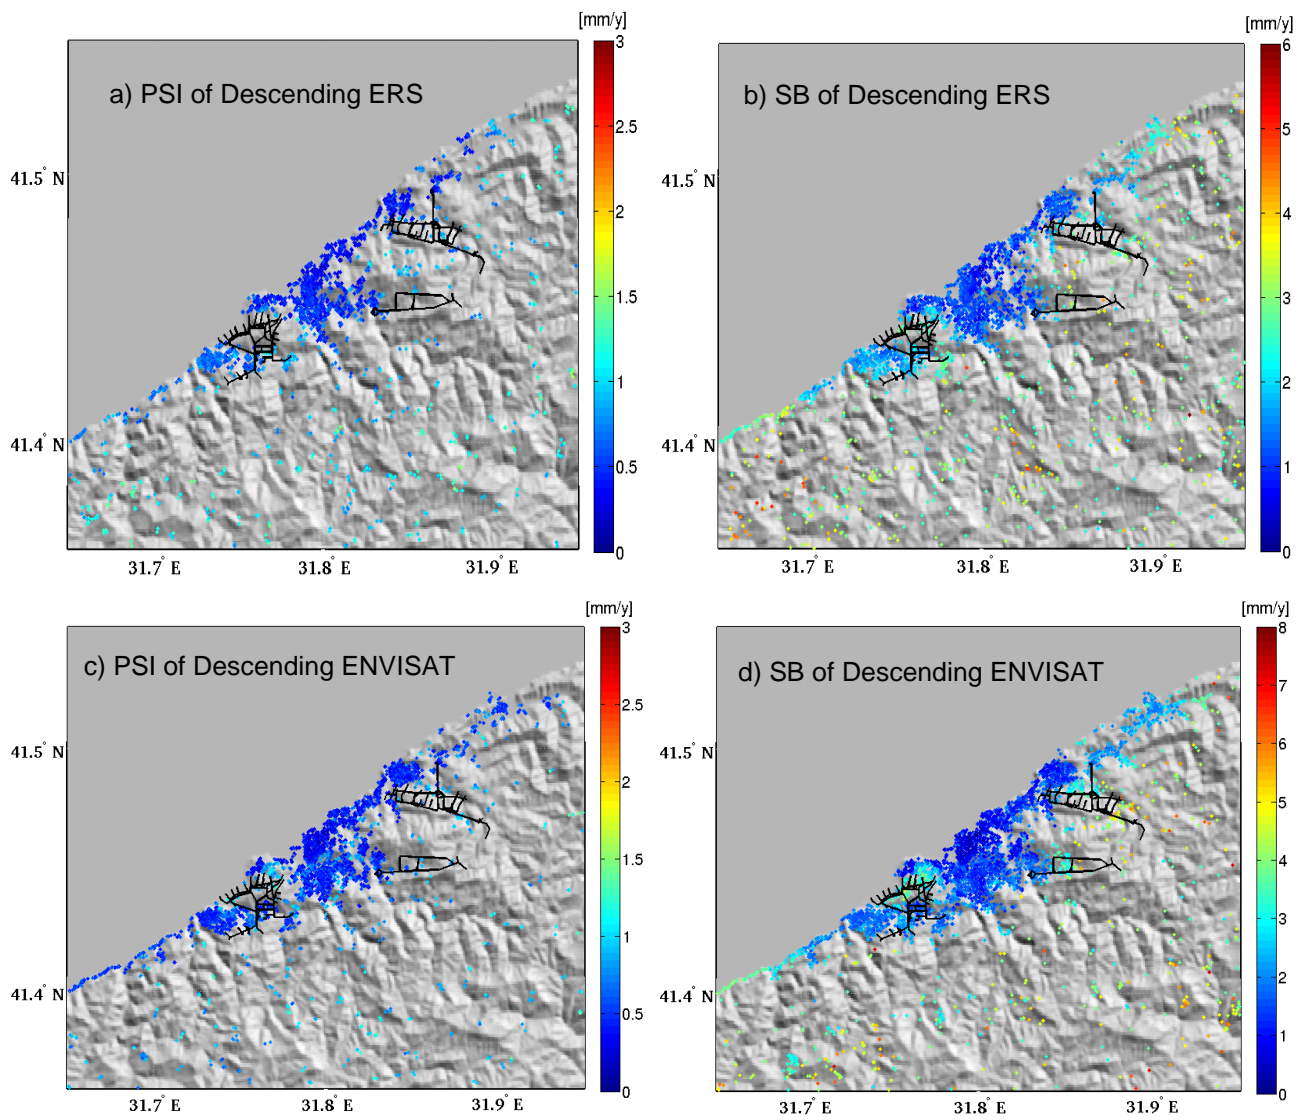 [mm/y]
a) PSI of Descending ERS
3
2.5
2
1.5
1
0.5
0
41.5° N
41.4° N
31.7° E
31.8° E
31.9° E
[mm/y]
b) SB of Descending ERS
6
5
4
3
2
1
0
41.5° N
41.4° N
31.7° E
31.8° E
31.9° E
[mm/y]
c) PSI of Descending ENVISAT
3
2.5
2
1.5
1
0.5
0
41.5° N
41.4° N
31.7 E
31.8 E
31.9 E
[mm/y]
d) SB of Descending ENVISAT
8
7
6
5
4
3
2
1
0
41.5° N
41.4° N
31.7 E
31.8 E
31.9 E